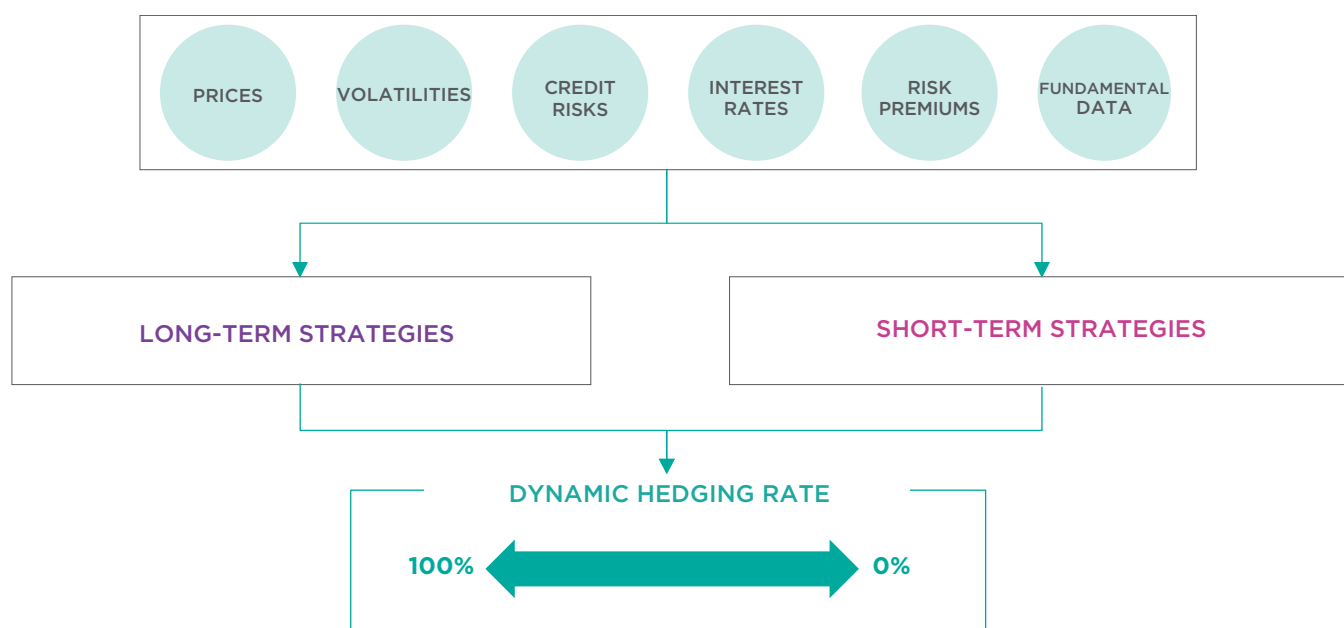 PRICES
VOLATILITIES
CREDIT
RISKS
INTEREST
RATES
RISK
PREMIUMS
FUNDAMENTAL
DATA
LONG-TERM STRATEGIES
SHORT-TERM STRATEGIES
DYNAMIC HEDGING RATE
100%
0%